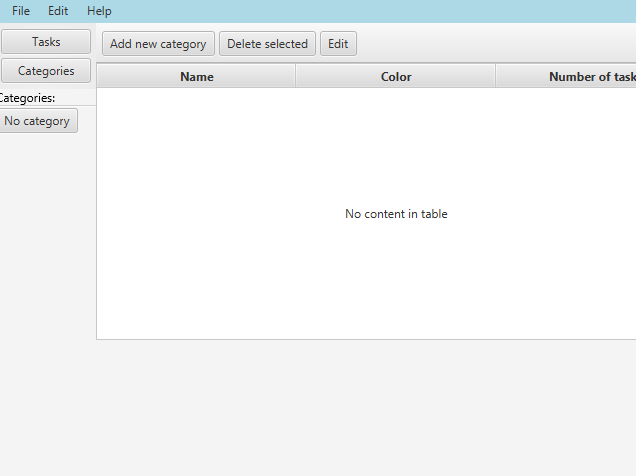 File Edit Help
Tasks
Categories
Categories:
No category
Add new category Delete selected Edit
Name Color Number of task
No content in table